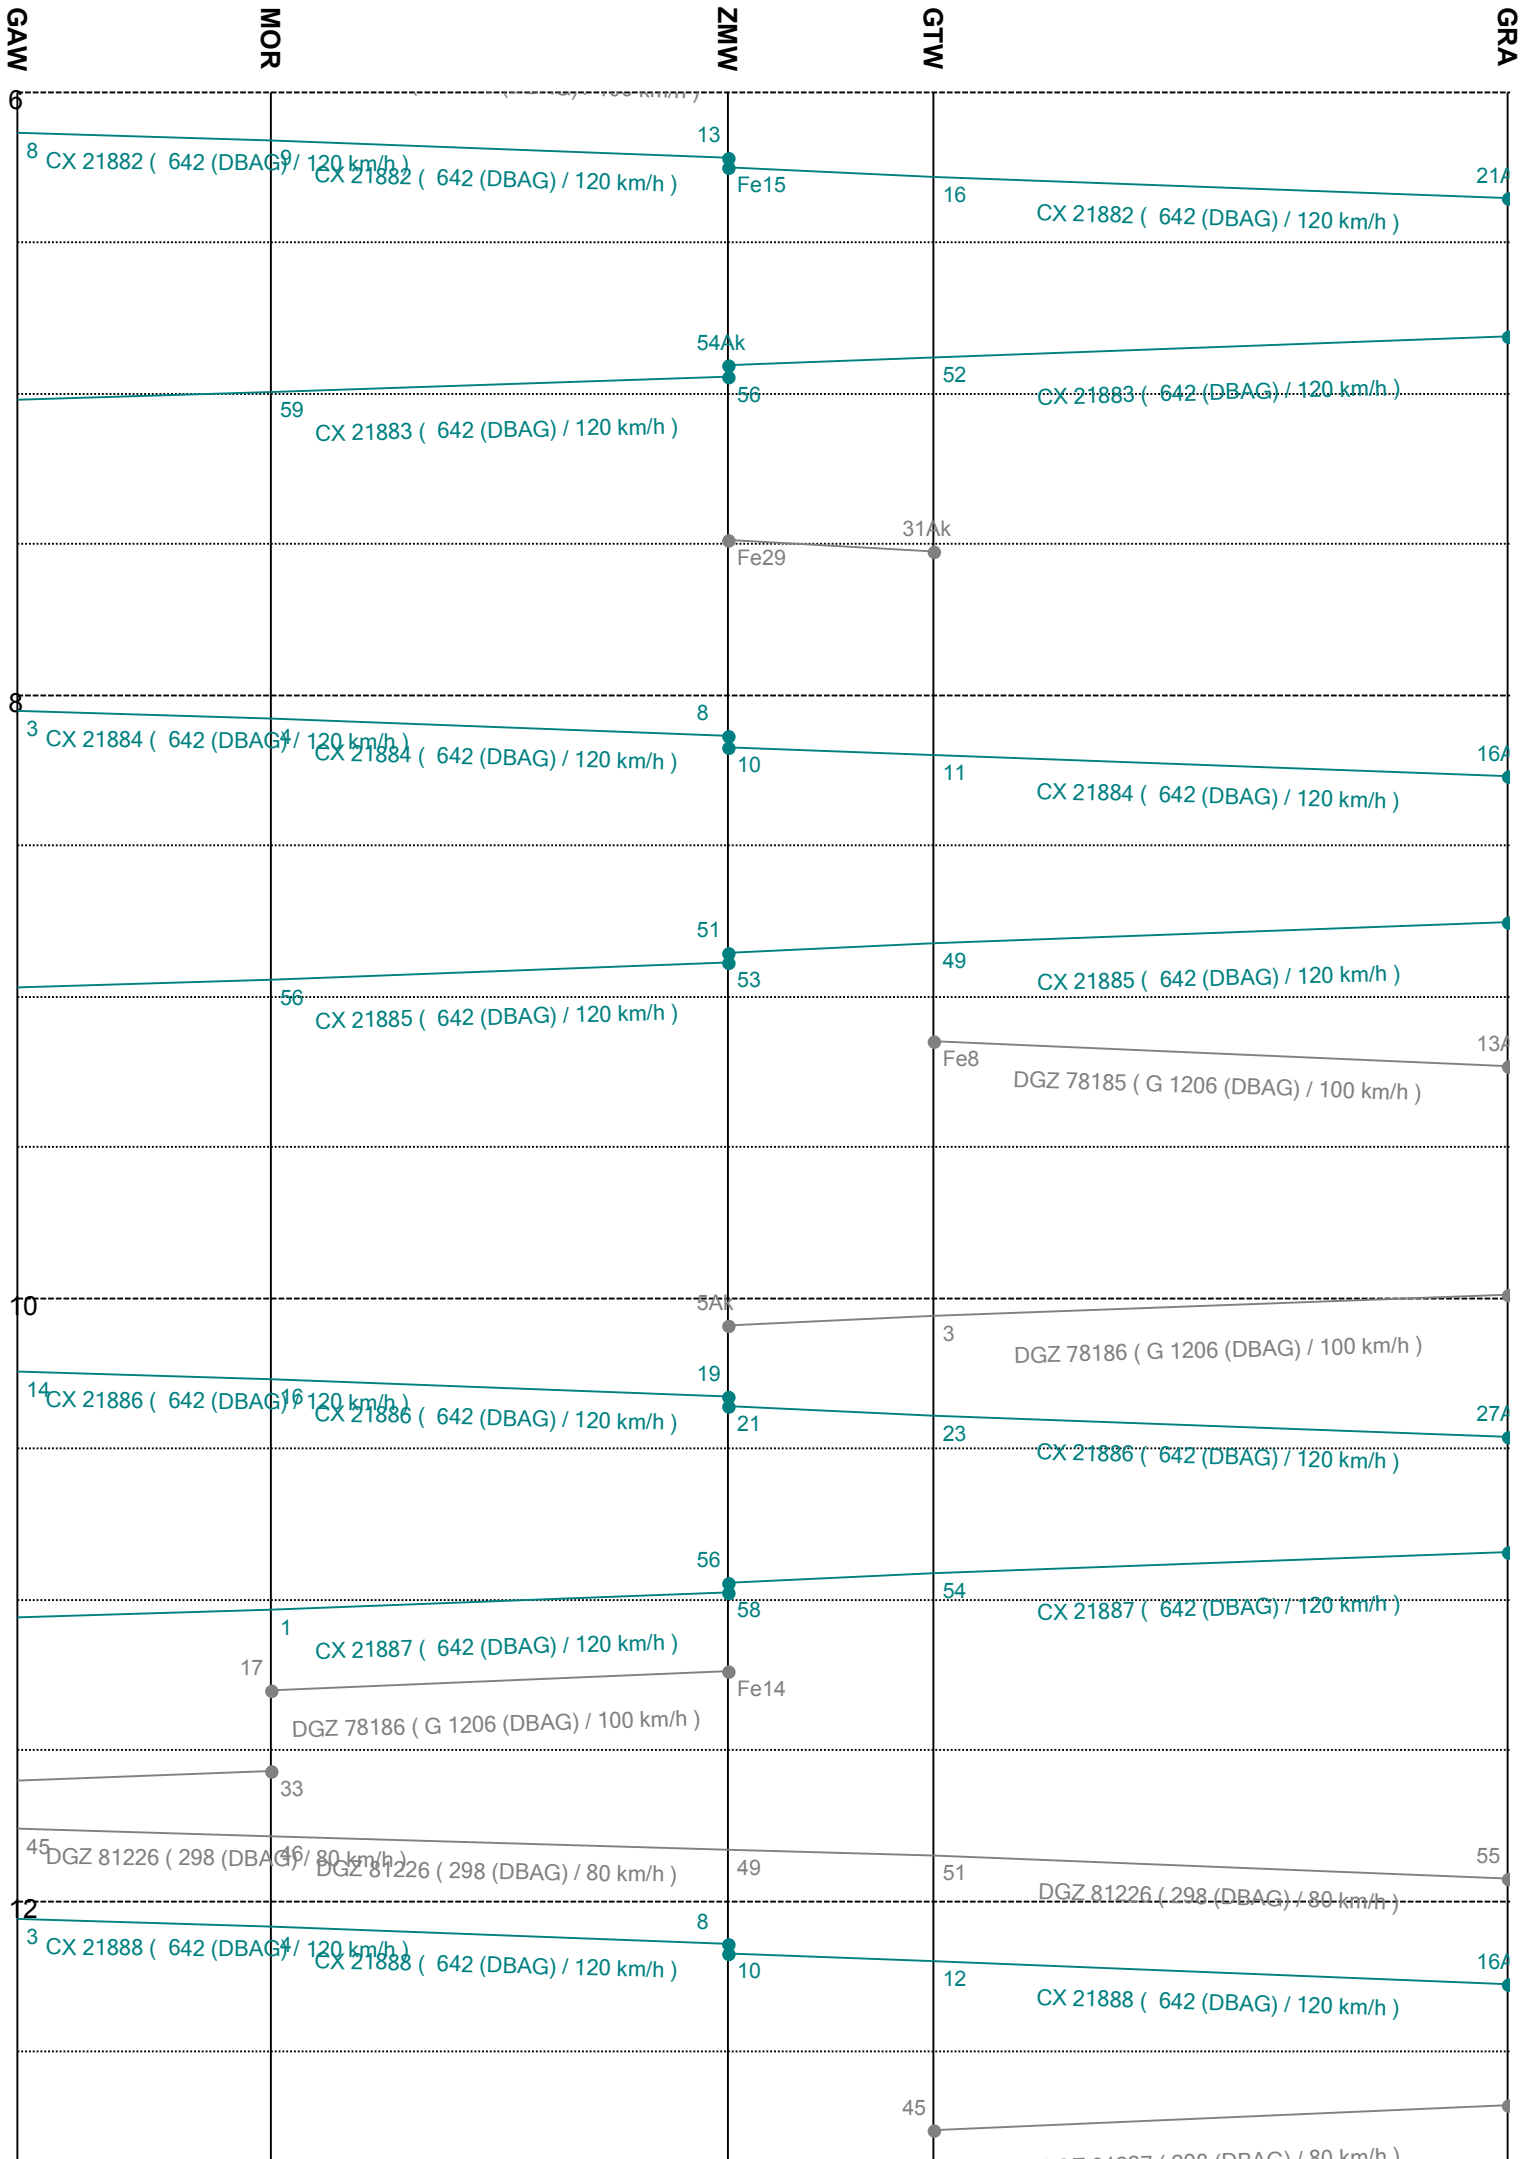 GAW MOR ZMW GTW GRA
6
8 CX 21882 ( 642 (DBAG) / 120 km/h )
9 CX 21882 ( 642 (DBAG) / 120 km/h )
13
Fe15
16
CX 21882 ( 642 (DBAG) / 120 km/h )
21A
54Ak
56
52
CX 21883 ( 642 (DBAG) / 120 km/h )
59
CX 21883 ( 642 (DBAG) / 120 km/h )
31Ak
Fe29
8
3 CX 21884 ( 642 (DBAG) / 120 km/h )
4 CX 21884 ( 642 (DBAG) / 120 km/h )
8
10
11
CX 21884 ( 642 (DBAG) / 120 km/h )
16A
51
53
49
CX 21885 ( 642 (DBAG) / 120 km/h )
56
CX 21885 ( 642 (DBAG) / 120 km/h )
Fe8
DGZ 78185 ( G 1206 (DBAG) / 100 km/h )
13A
10
5Ak
3
DGZ 78186 ( G 1206 (DBAG) / 100 km/h )
14 CX 21886 ( 642 (DBAG) / 120 km/h )
16 CX 21886 ( 642 (DBAG) / 120 km/h )
19
21
23
CX 21886 ( 642 (DBAG) / 120 km/h )
27A
56
58
54
CX 21887 ( 642 (DBAG) / 120 km/h )
1
CX 21887 ( 642 (DBAG) / 120 km/h )
17
Fe14
DGZ 78186 ( G 1206 (DBAG) / 100 km/h )
33
45 DGZ 81226 ( 298 (DBAG) / 80 km/h )
46 DGZ 81226 ( 298 (DBAG) / 80 km/h )
49
51
DGZ 81226 ( 298 (DBAG) / 80 km/h )
55
12
3 CX 21888 ( 642 (DBAG) / 120 km/h )
4 CX 21888 ( 642 (DBAG) / 120 km/h )
8
10
12
CX 21888 ( 642 (DBAG) / 120 km/h )
16A
45
(DBAG) / 80 km/h )